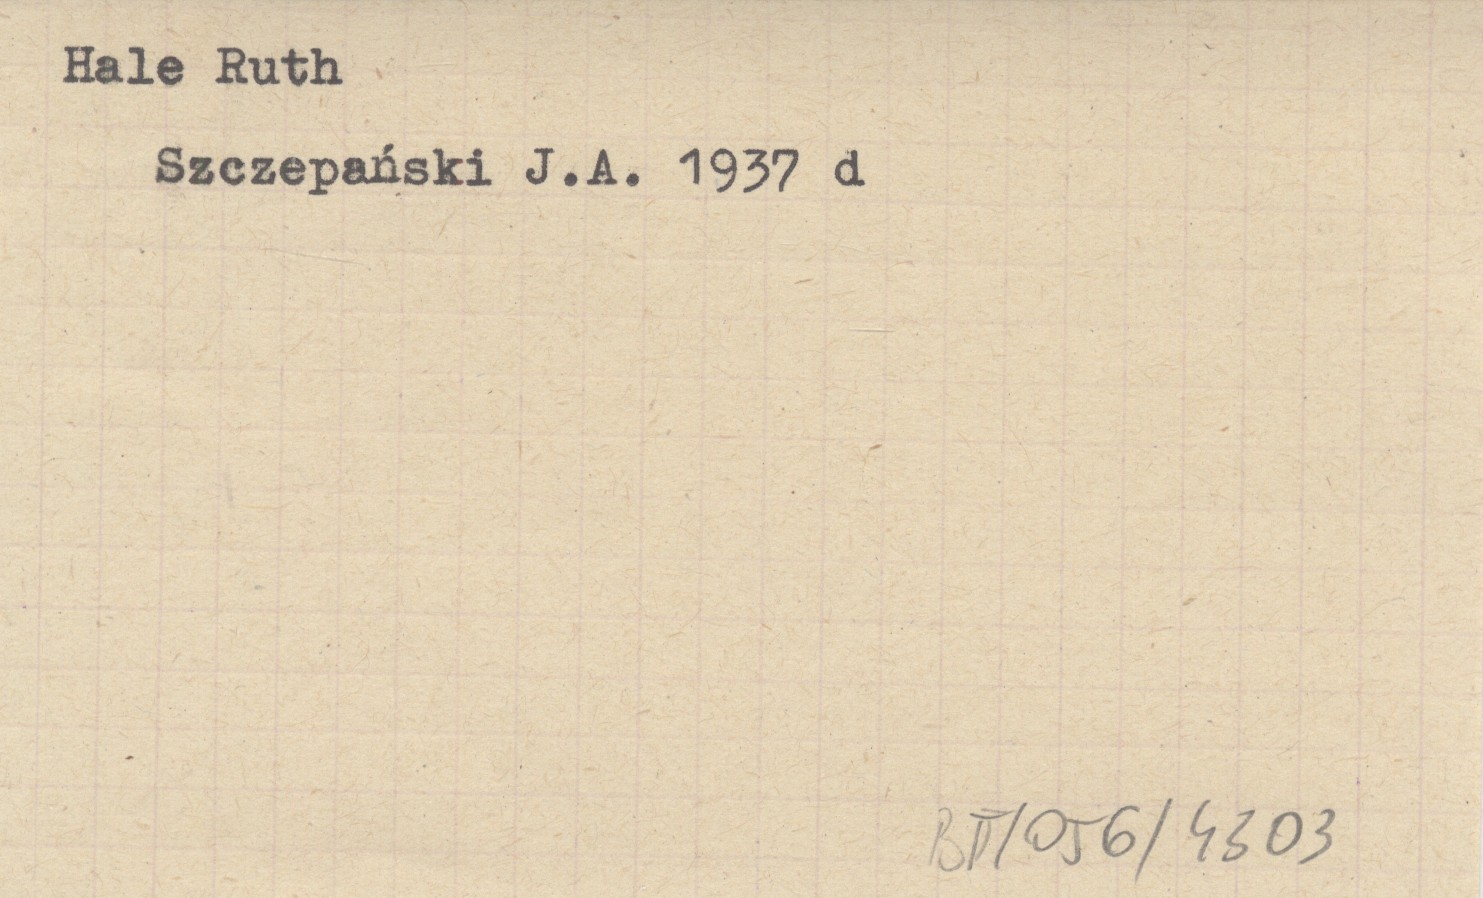 Hale Ruth
Szczepański J.A. 1937 d
BII/056/4303